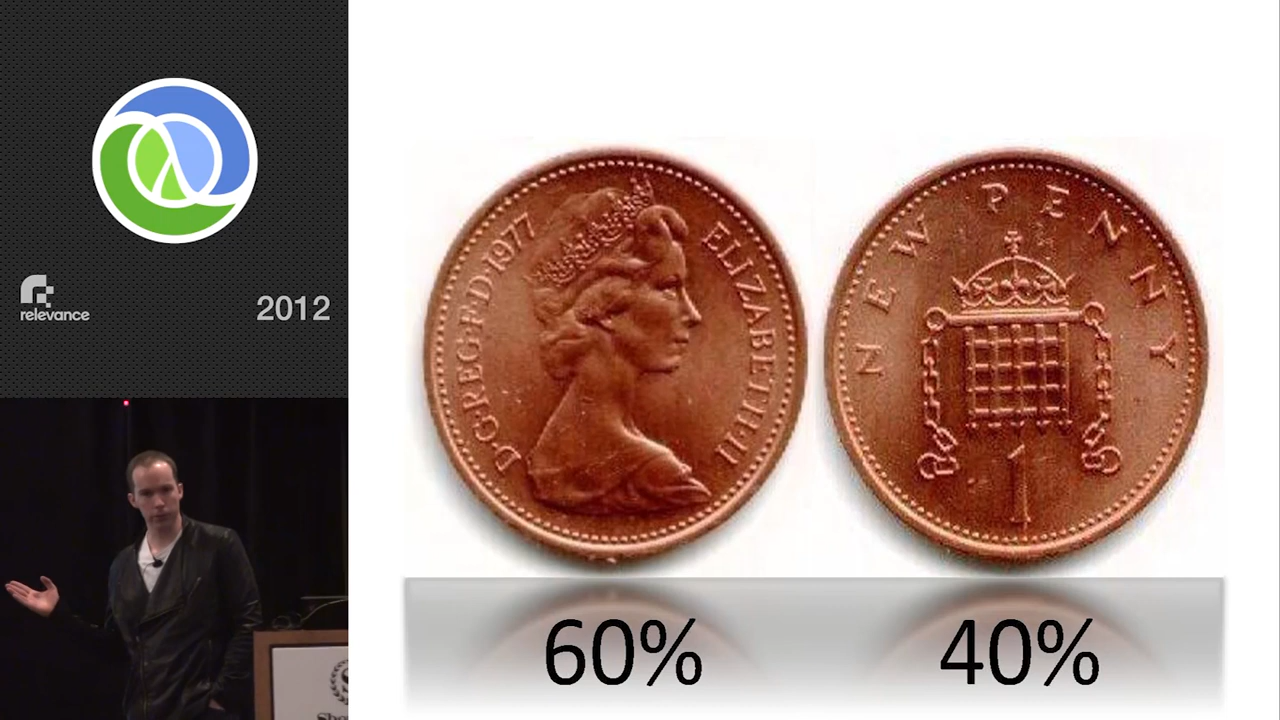 relevance
2012
D·G·REG·F·D·1977
ELIZABETH·II
NEW PENNY
1
60%
40%